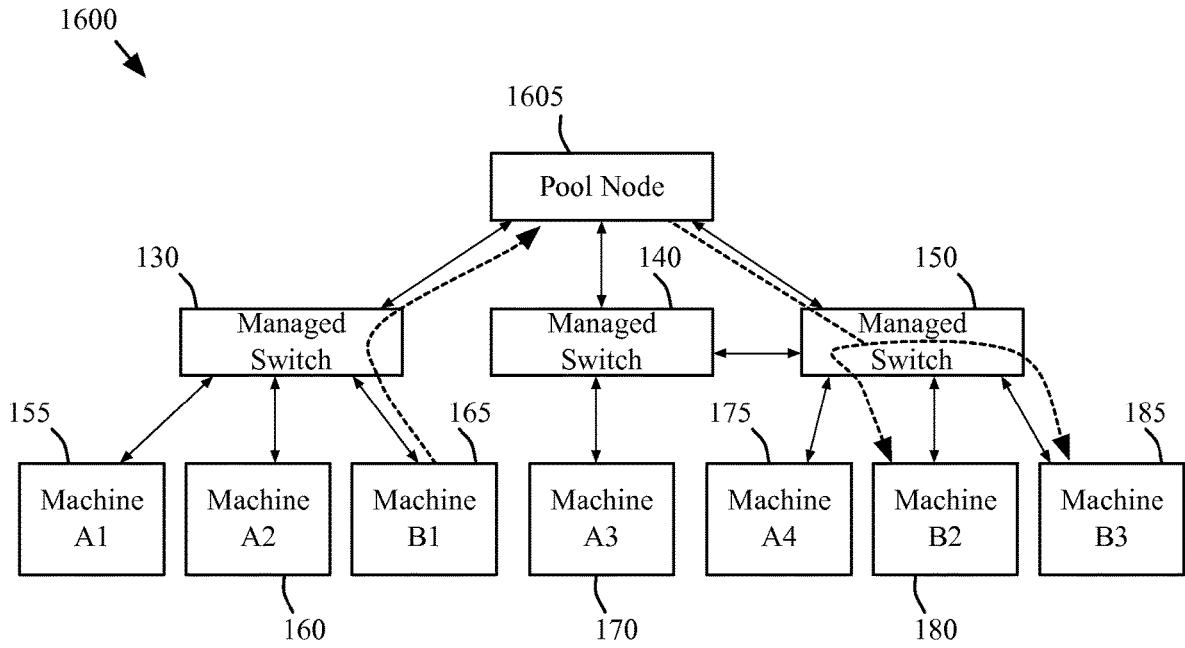 1600
1605
Pool Node
130
140
150
Managed
Switch
Managed
Switch
Managed
Switch
155
165
175
185
Machine
A1
Machine
A2
Machine
B1
Machine
A3
Machine
A4
Machine
B2
Machine
B3
160
170
180